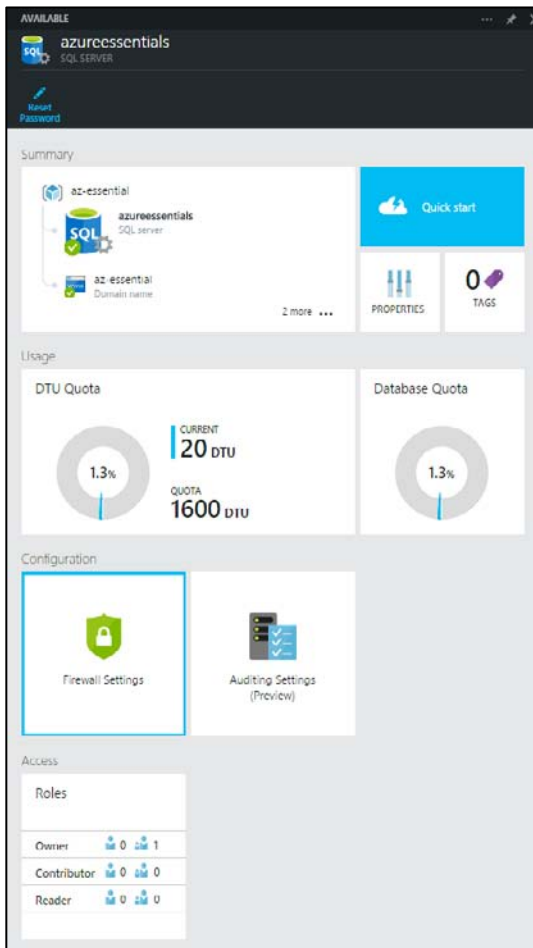 AVAILABLE
azureessentials
SQL SERVER
Reset
Password
Summary
az-essential
azureessentials
SQL server
SQL
az-essential
Domain name
2 more ...
Quick start
PROPERTIES
0
TAGS
Usage
DTU Quota
1.3%
CURRENT
20 DTU
QUOTA
1600 DTU
Database Quota
1.3%
Configuration
Firewall Settings
Auditing Settings
(Preview)
Access
Roles
Owner 0 1
Contributor 0 0
Reader 0 0